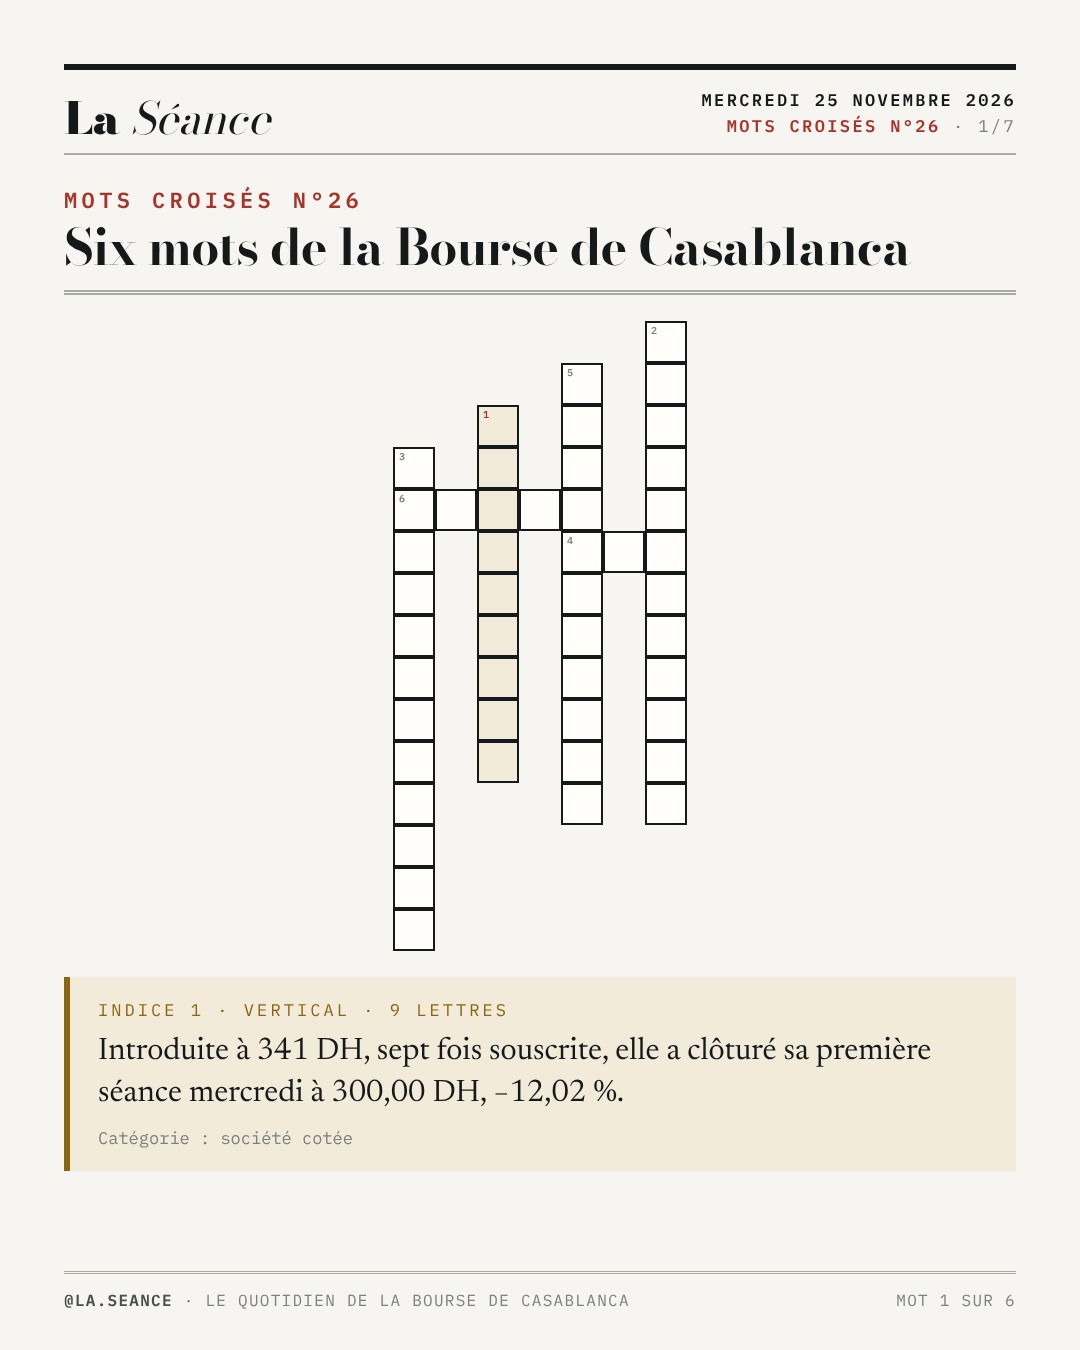 La Séance
MERCREDI 25 NOVEMBRE 2026
MOTS CROISÉS N°26 · 1/7
MOTS CROISÉS N°26
Six mots de la Bourse de Casablanca
2
5
1
3
6
4
INDICE 1 · VERTICAL · 9 LETTRES
Introduite à 341 DH, sept fois souscrite, elle a clôturé sa première
séance mercredi à 300,00 DH, −12,02 %.
Catégorie : société cotée
@LA.SEANCE · LE QUOTIDIEN DE LA BOURSE DE CASABLANCA
MOT 1 SUR 6